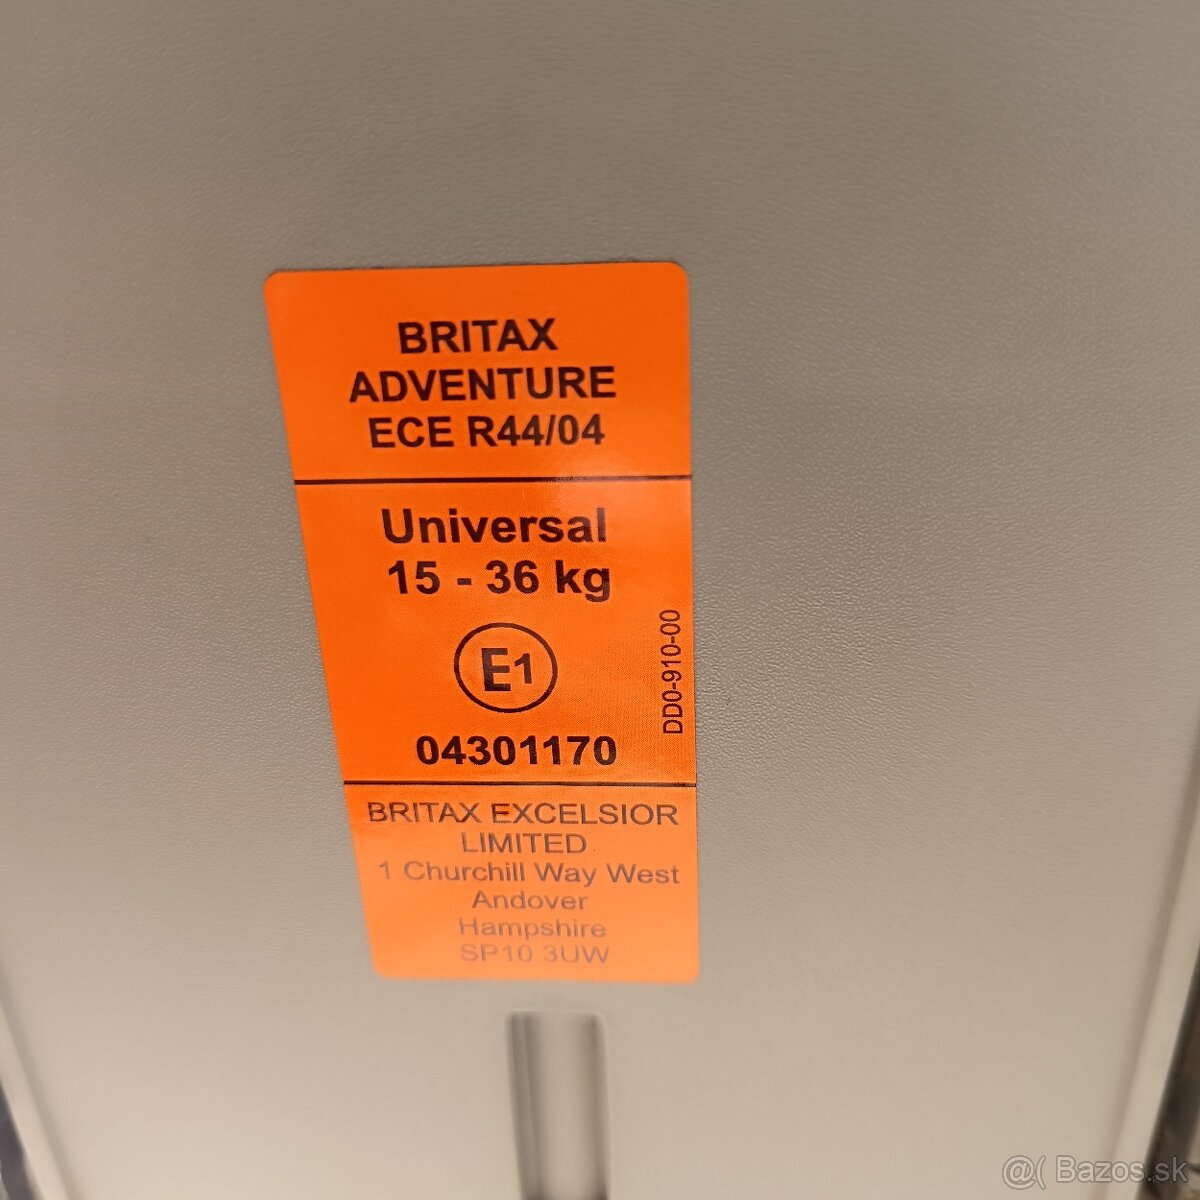 BRITAX
ADVENTURE
ECE R44/04
Universal
15 - 36 kg
E1
04301170
DD0-910-00
BRITAX EXCELSIOR
LIMITED
1 Churchill Way West
Andover
Hampshire
SP10 3UW
@( Bazos.sk